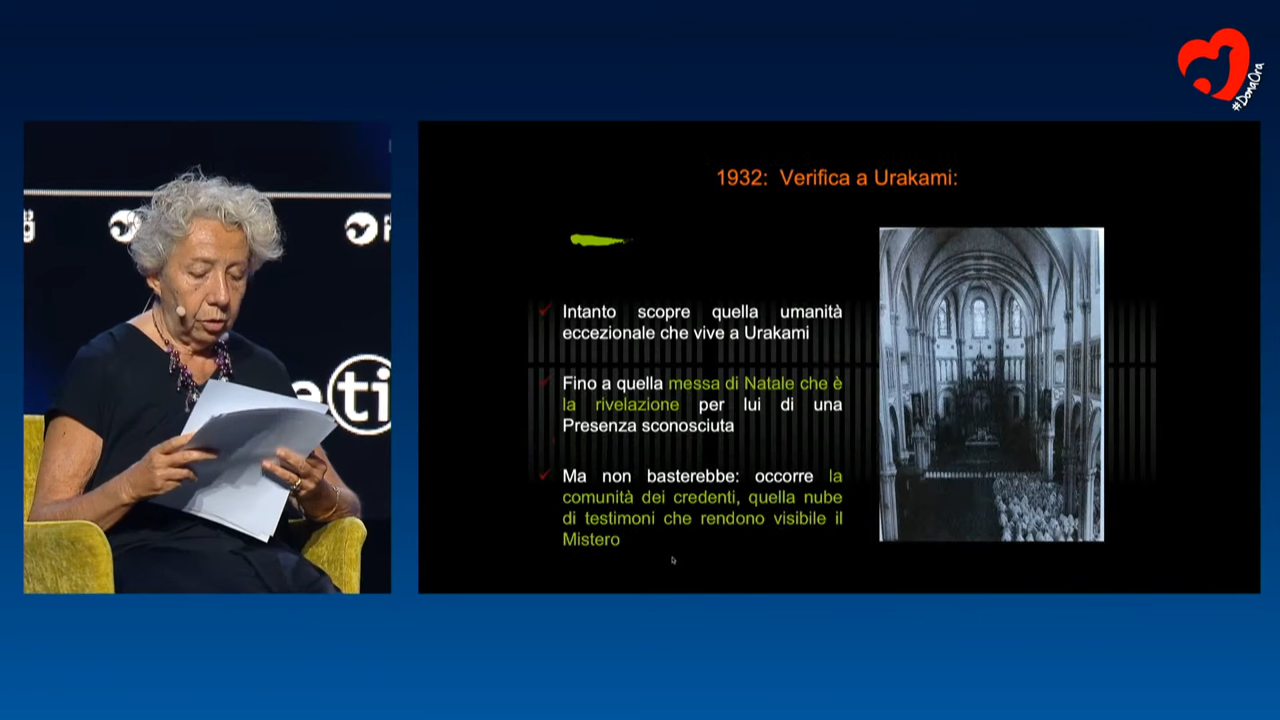 #DonaOra
1932: Verifica a Urakami:
Intanto scopre quella umanità
eccezionale che vive a Urakami
Fino a quella messa di Natale che è
la rivelazione per lui di una
Presenza sconosciuta
Ma non basterebbe: occorre la
comunità dei credenti, quella nube
di testimoni che rendono visibile il
Mistero
e ti